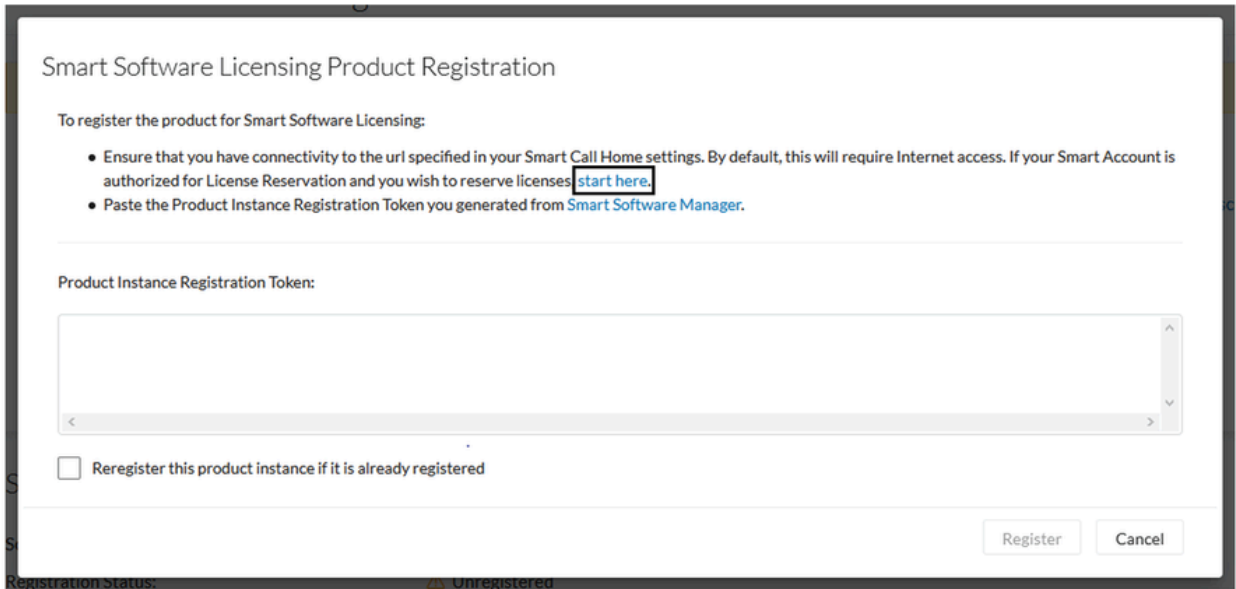 Smart Software Licensing Product Registration
To register the product for Smart Software Licensing:
• Ensure that you have connectivity to the url specified in your Smart Call Home settings. By default, this will require Internet access. If your Smart Account is
authorized for License Reservation and you wish to reserve licenses start here.
• Paste the Product Instance Registration Token you generated from Smart Software Manager.
Product Instance Registration Token:
Reregister this product instance if it is already registered
Register Cancel
Registration Status: Unregistered